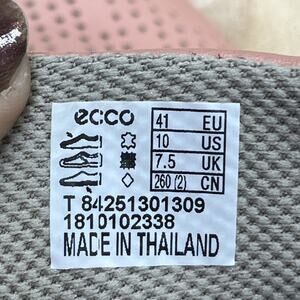 ecco
41 EU
10 US
7.5 UK
260 (2) CN
T 84251301309
1810102338
MADE IN THAILAND